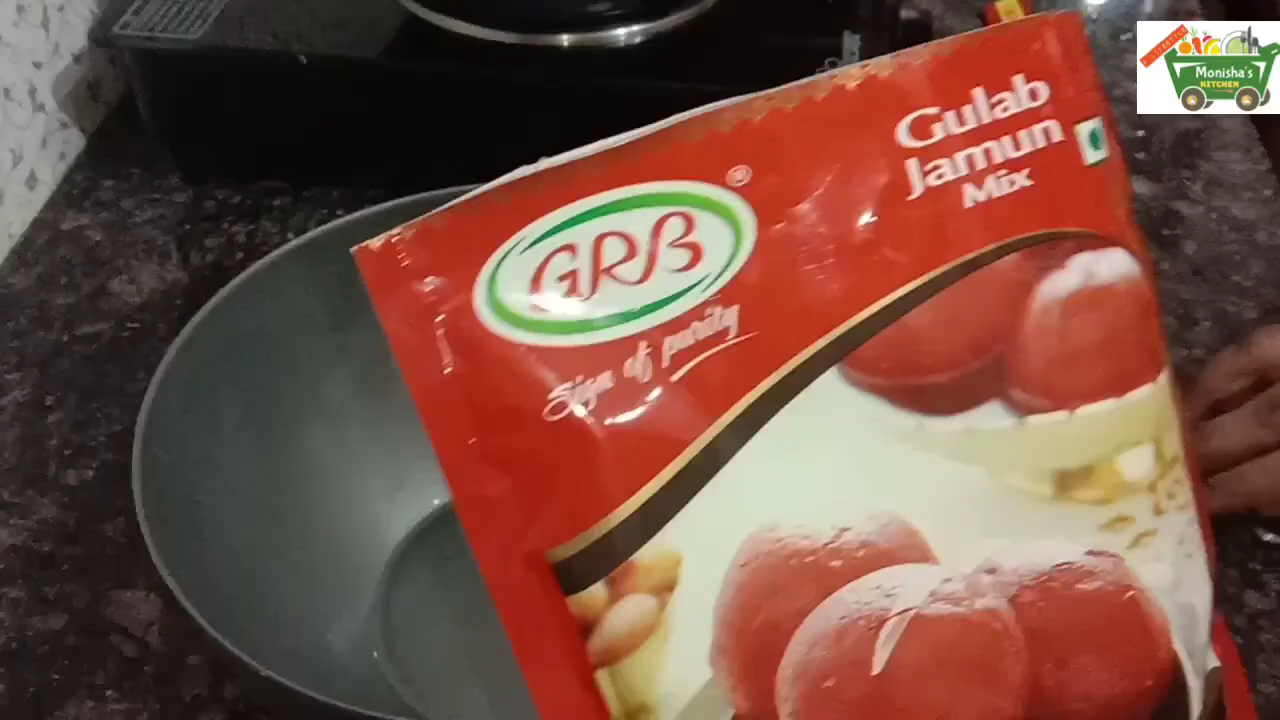 Monisha's
KITCHEN
Gulab
Jamun
Mix
GRB
®
Sign of purity